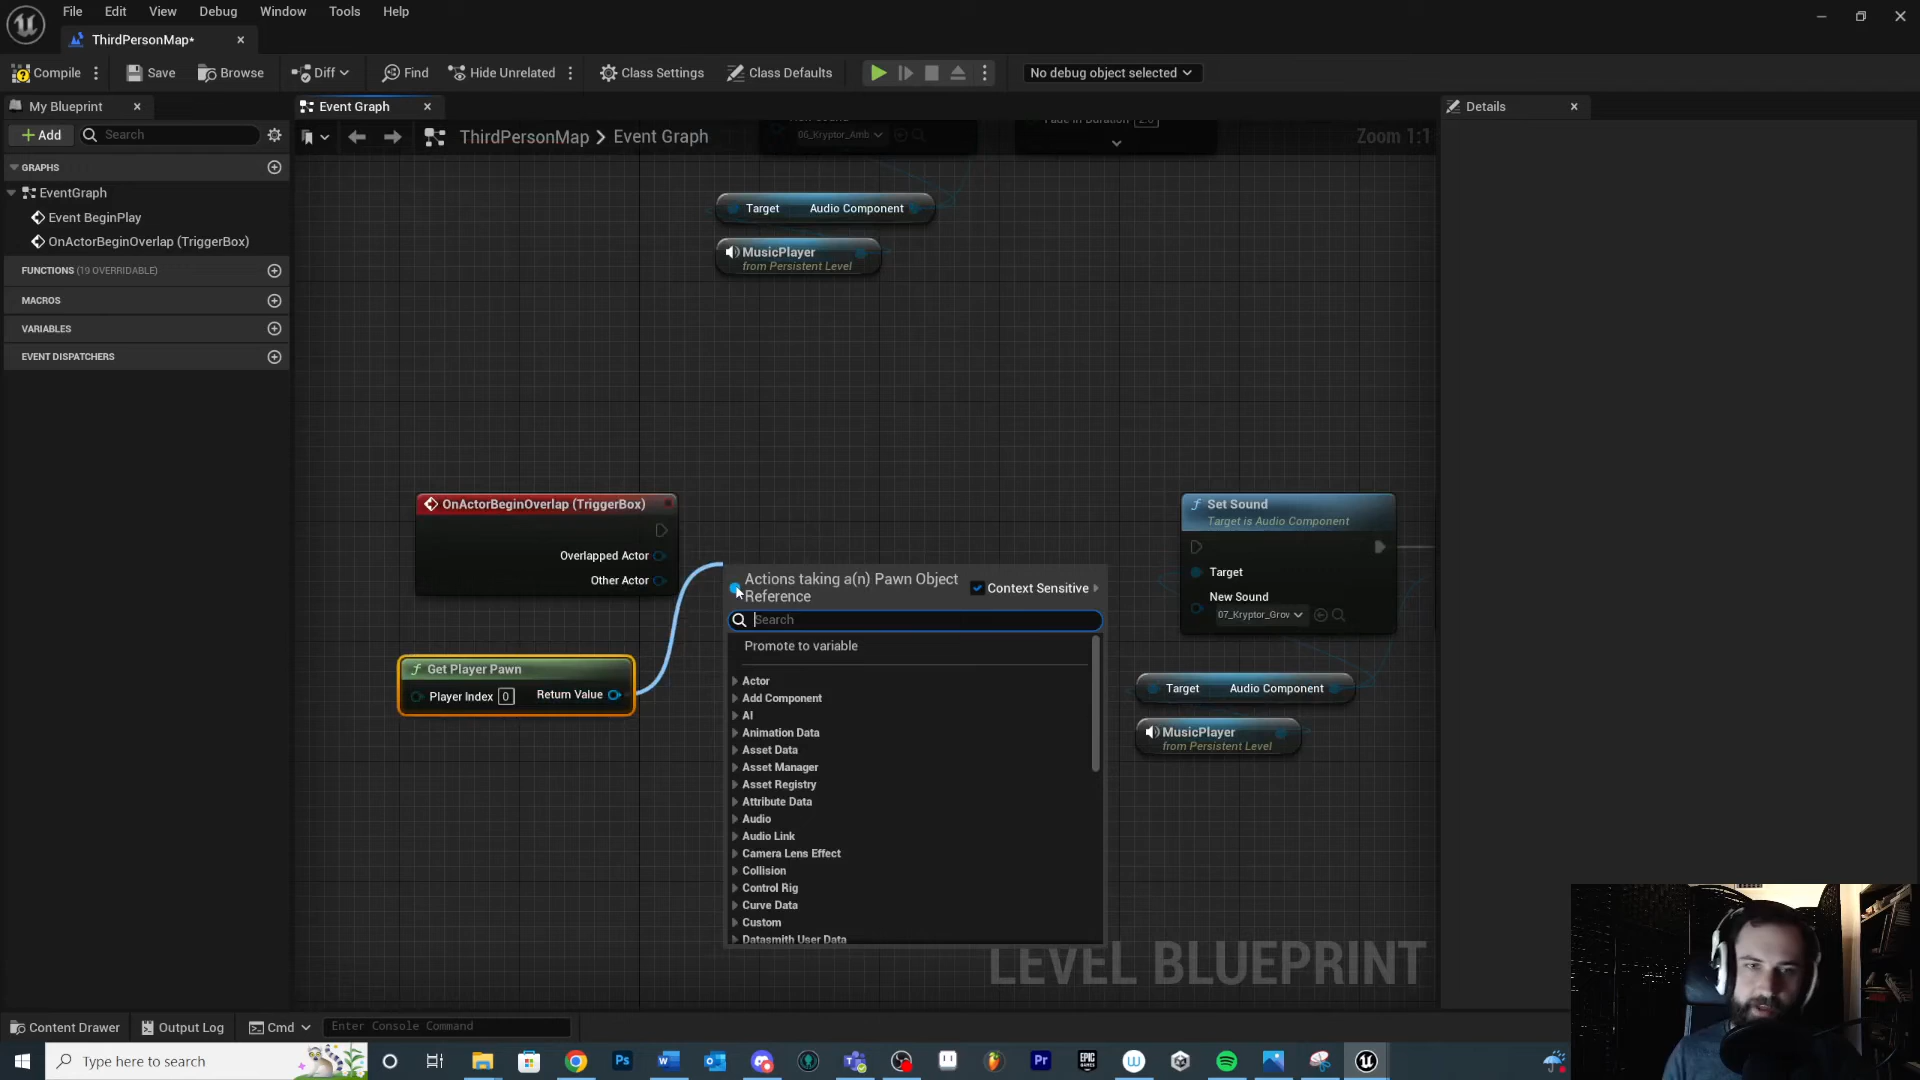 File Edit View Debug Window Tools Help
ThirdPersonMap*
Compile Save Browse Diff Find Hide Unrelated Class Settings Class Defaults No debug object selected
My Blueprint
Event Graph
Details
Add Search
ThirdPersonMap > Event Graph
Zoom 1:1
06_Kryptor_Amb
GRAPHS
EventGraph
Event BeginPlay
OnActorBeginOverlap (TriggerBox)
FUNCTIONS (19 OVERRIDABLE)
MACROS
VARIABLES
EVENT DISPATCHERS
Target Audio Component
MusicPlayer
from Persistent Level
OnActorBeginOverlap (TriggerBox)
Overlapped Actor
Other Actor
Get Player Pawn
Player Index 0 Return Value
Actions taking a(n) Pawn Object
Reference
Context Sensitive
Search
Promote to variable
Actor
Add Component
AI
Animation Data
Asset Data
Asset Manager
Asset Registry
Attribute Data
Audio
Audio Link
Camera Lens Effect
Collision
Control Rig
Curve Data
Custom
Datasmith User Data
Set Sound
Target is Audio Component
Target
New Sound
07_Kryptor_Grov
Target Audio Component
MusicPlayer
from Persistent Level
LEVEL BLUEPRINT
Content Drawer Output Log Cmd Enter Console Command
Type here to search